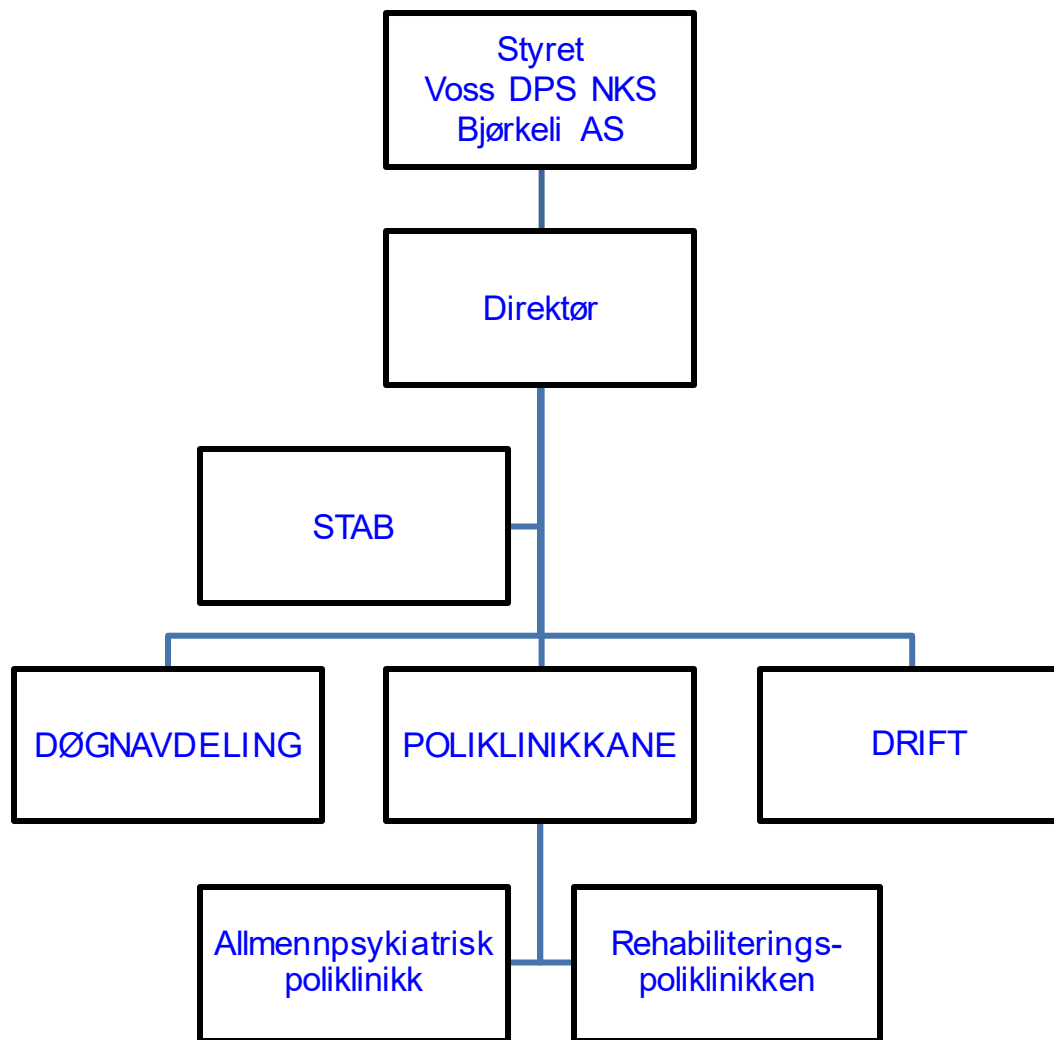 Styret
Voss DPS NKS
Bjørkeli AS
Direktør
STAB
DØGNAVDELING
POLIKLINIKKANE
DRIFT
Allmennpsykiatrisk
poliklinikk
Rehabiliterings-
poliklinikken